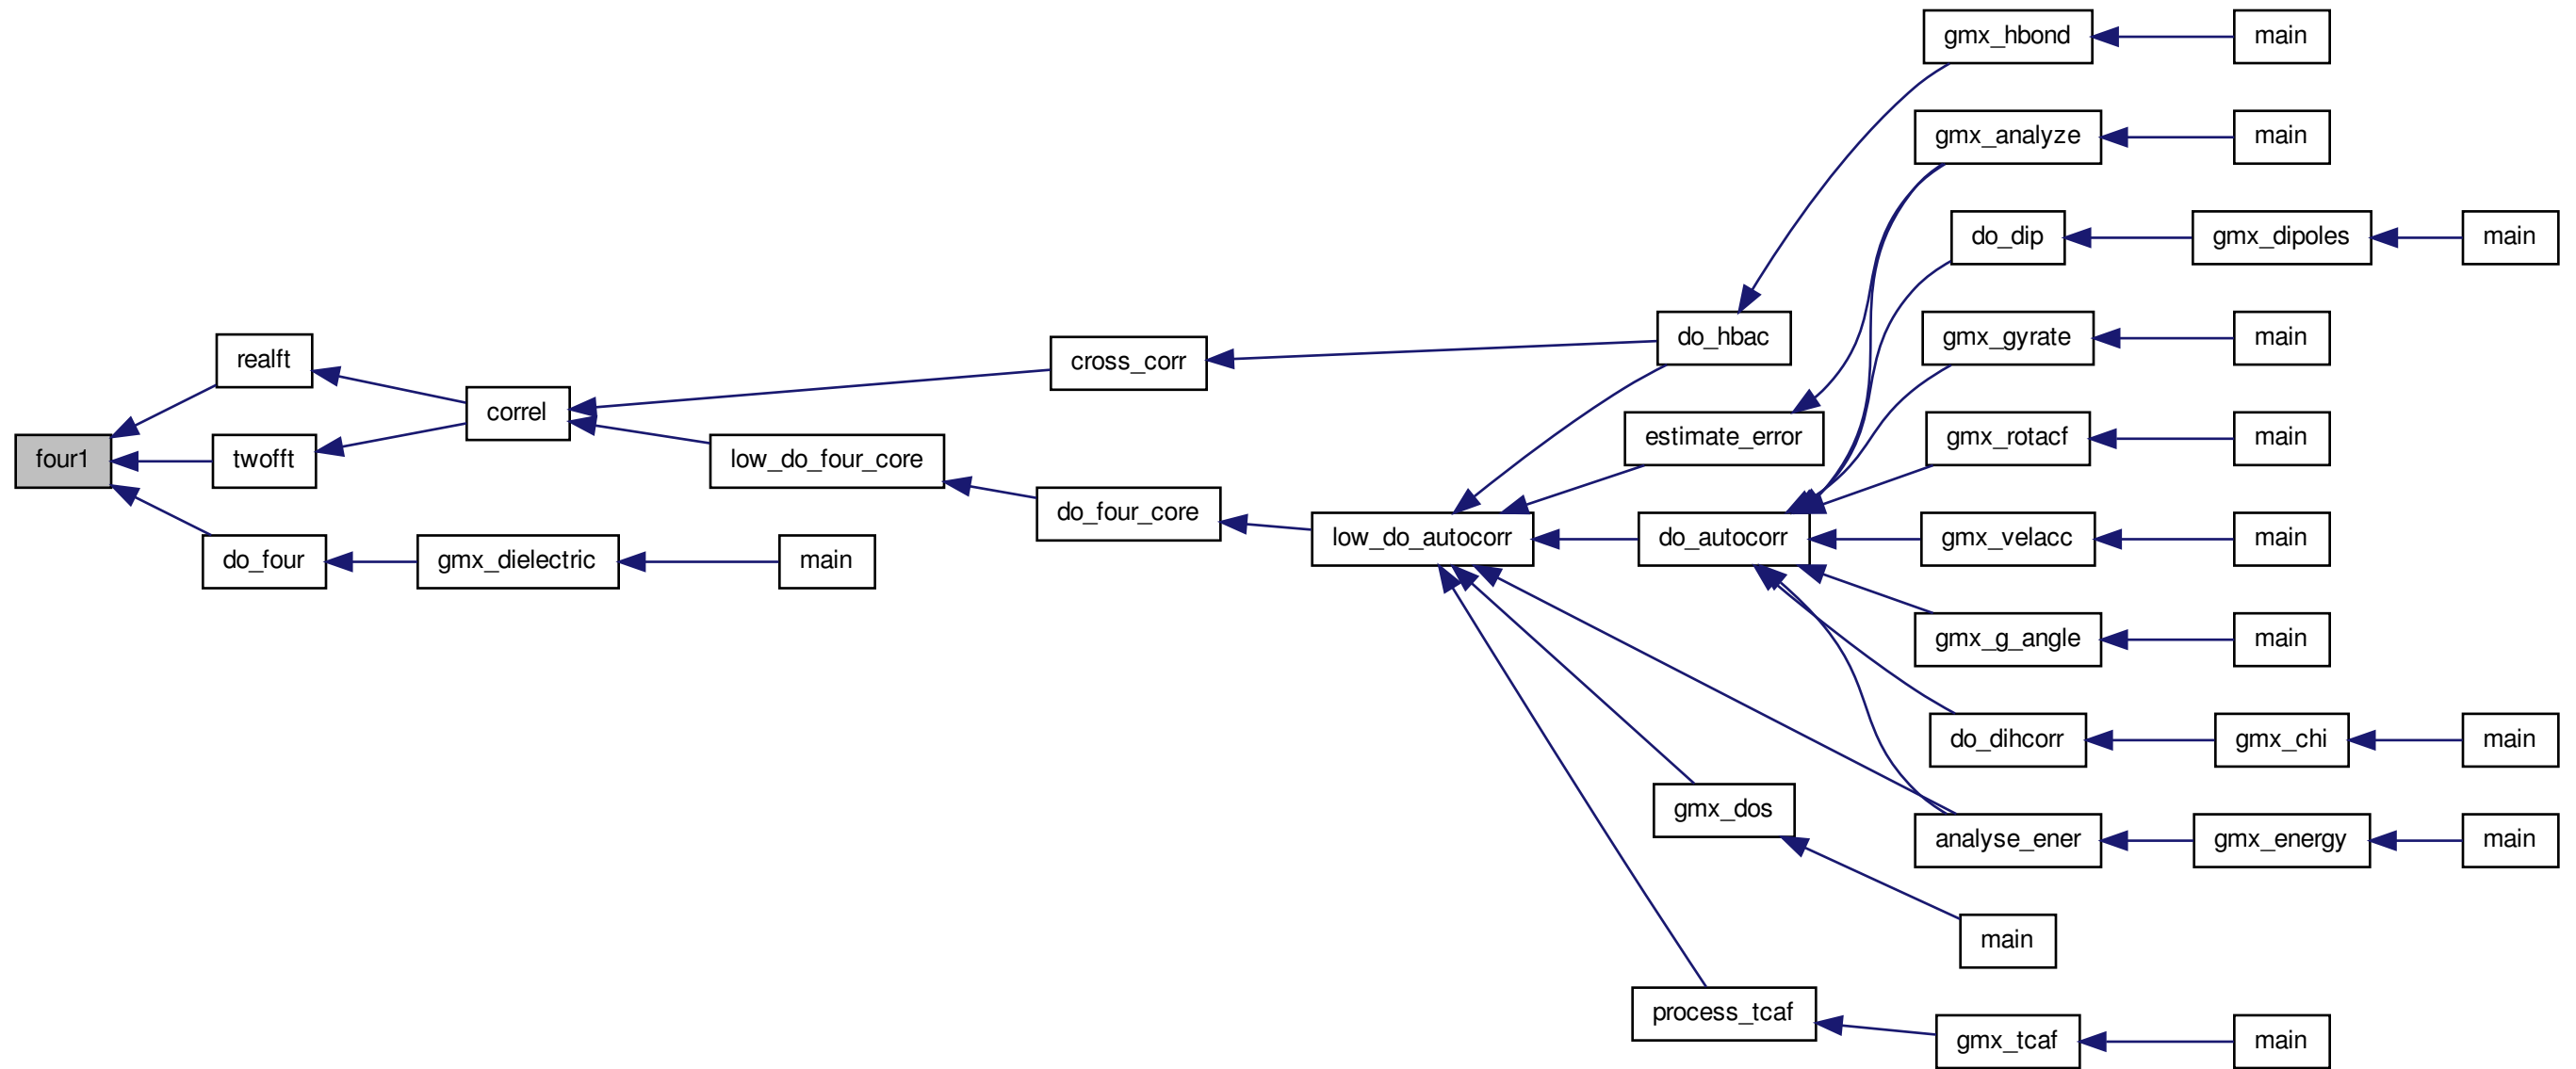 gmx_hbond
main
gmx_analyze
main
do_dip
gmx_dipoles
main
do_hbac
gmx_gyrate
main
realft
cross_corr
correl
estimate_error
gmx_rotacf
main
four1
twofft
low_do_four_core
do_four_core
low_do_autocorr
do_autocorr
gmx_velacc
main
do_four
gmx_dielectric
main
gmx_g_angle
main
do_dihcorr
gmx_chi
main
gmx_dos
analyse_ener
gmx_energy
main
main
process_tcaf
gmx_tcaf
main